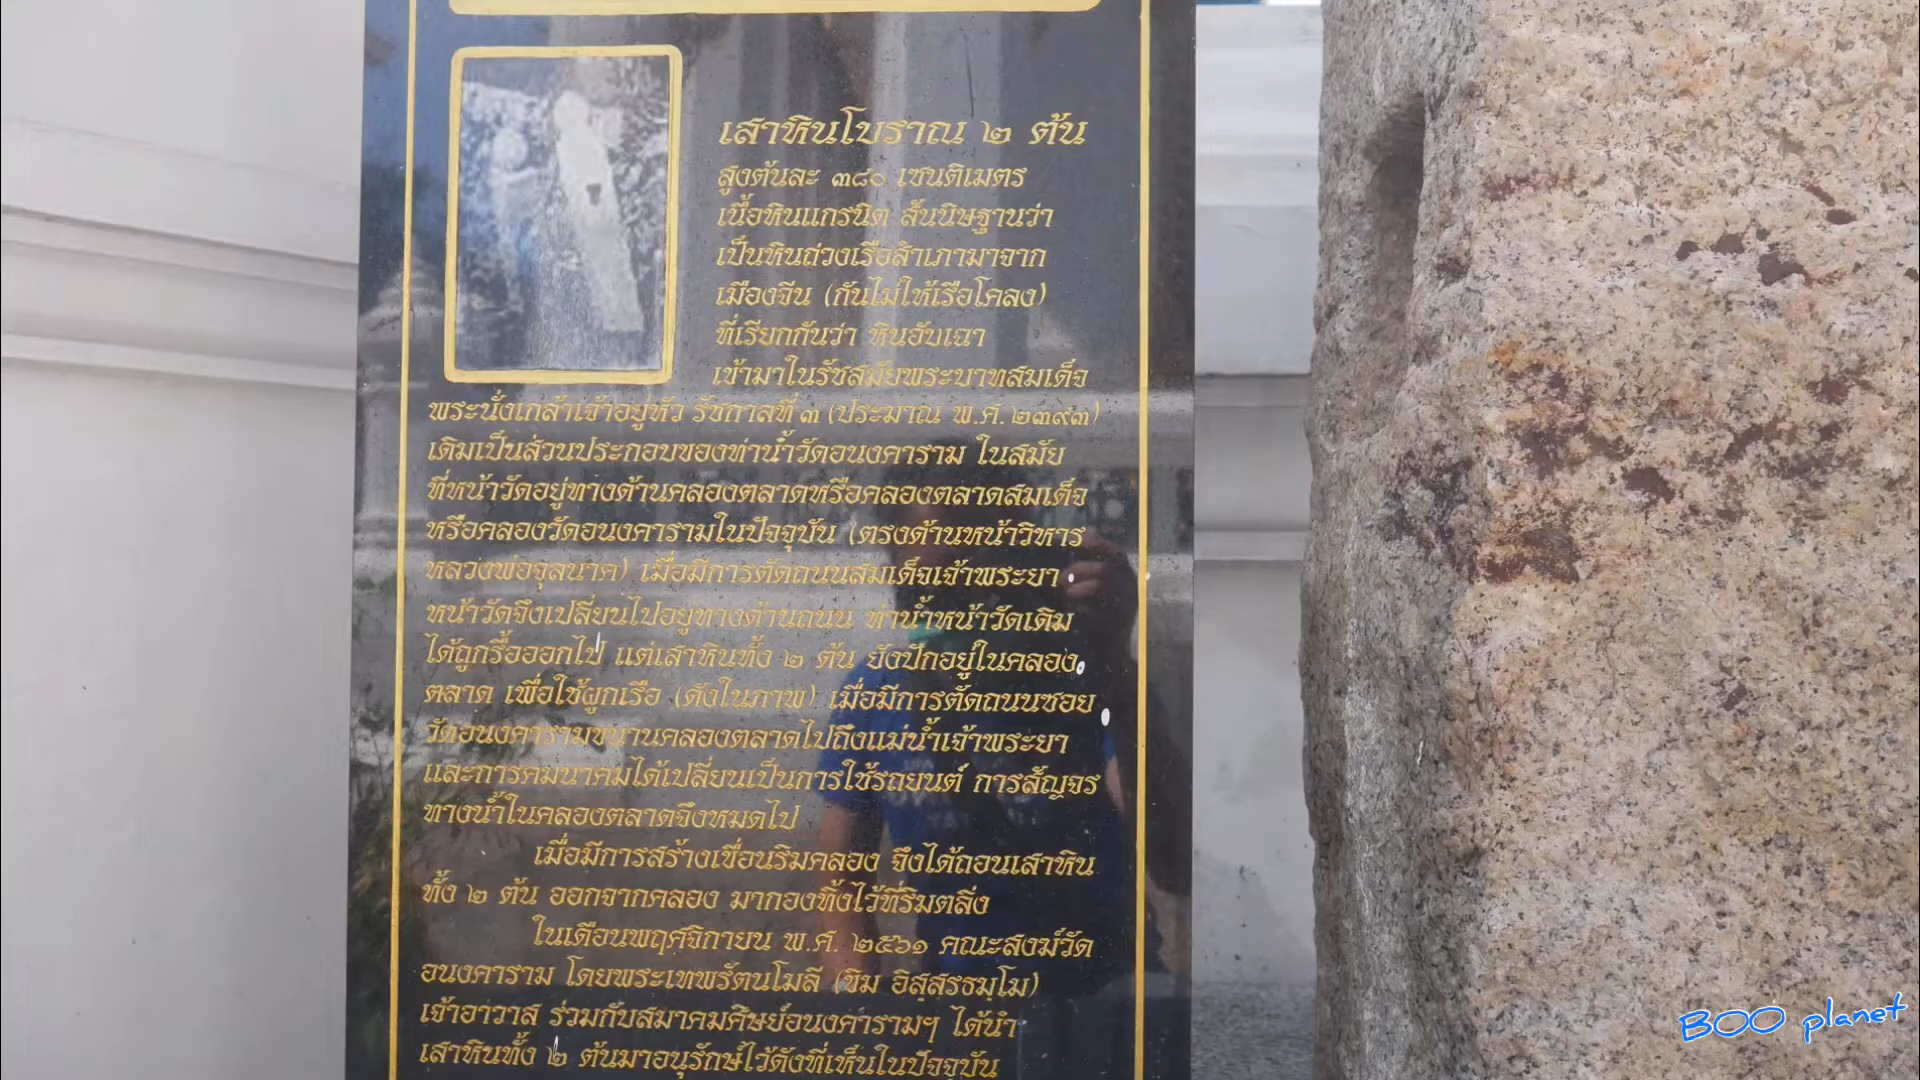 เสาหินโบราณ ๒ ต้น
สูงต้นละ ๓๘๐ เซนติเมตร
เนื้อหินแกรนิต สันนิษฐานว่า
เป็นหินถ่วงเรือสำเภามาจาก
เมืองจีน (กันไม่ให้เรือโคลง)
ที่เรียกกันว่า หินอับเฉา
เข้ามาในรัชสมัยพระบาทสมเด็จ
พระนั่งเกล้าเจ้าอยู่หัว รัชกาลที่ ๓ (ประมาณ พ.ศ. ๒๓๙๓)
เดิมเป็นส่วนประกอบของท่าน้ำวัดอนงคาราม ในสมัย
ที่หน้าวัดอยู่ทางด้านคลองตลาดหรือคลองตลาดสมเด็จ
หรือคลองวัดอนงคารามในปัจจุบัน (ตรงด้านหน้าวิหาร
หลวงพ่อจุลนาค) เมื่อมีการตัดถนนสมเด็จเจ้าพระยา
หน้าวัดจึงเปลี่ยนไปอยู่ทางด้านถนน ท่าน้ำหน้าวัดเดิม
ได้ถูกรื้อออกไป แต่เสาหินทั้ง ๒ ต้น ยังปักอยู่ในคลอง
ตลาด เพื่อใช้ผูกเรือ (ดังในภาพ) เมื่อมีการตัดถนนซอย
วัดอนงคารามขนานคลองตลาดไปถึงแม่น้ำเจ้าพระยา
และการคมนาคมได้เปลี่ยนเป็นการใช้รถยนต์ การสัญจร
ทางน้ำในคลองตลาดจึงหมดไป
เมื่อมีการสร้างเขื่อนริมคลอง จึงได้ถอนเสาหิน
ทั้ง ๒ ต้น ออกจากคลอง มากองทิ้งไว้ที่ริมตลิ่ง
ในเดือนพฤศจิกายน พ.ศ. ๒๕๖๑ คณะสงฆ์วัด
อนงคาราม โดยพระเทพรัตนโมลี (ขิม อิสฺสรธมฺโม)
เจ้าอาวาส ร่วมกับสมาคมศิษย์อนงคารามฯ ได้นำ
เสาหินทั้ง ๒ ต้นมาอนุรักษ์ไว้ดังที่เห็นในปัจจุบัน
BOO planet